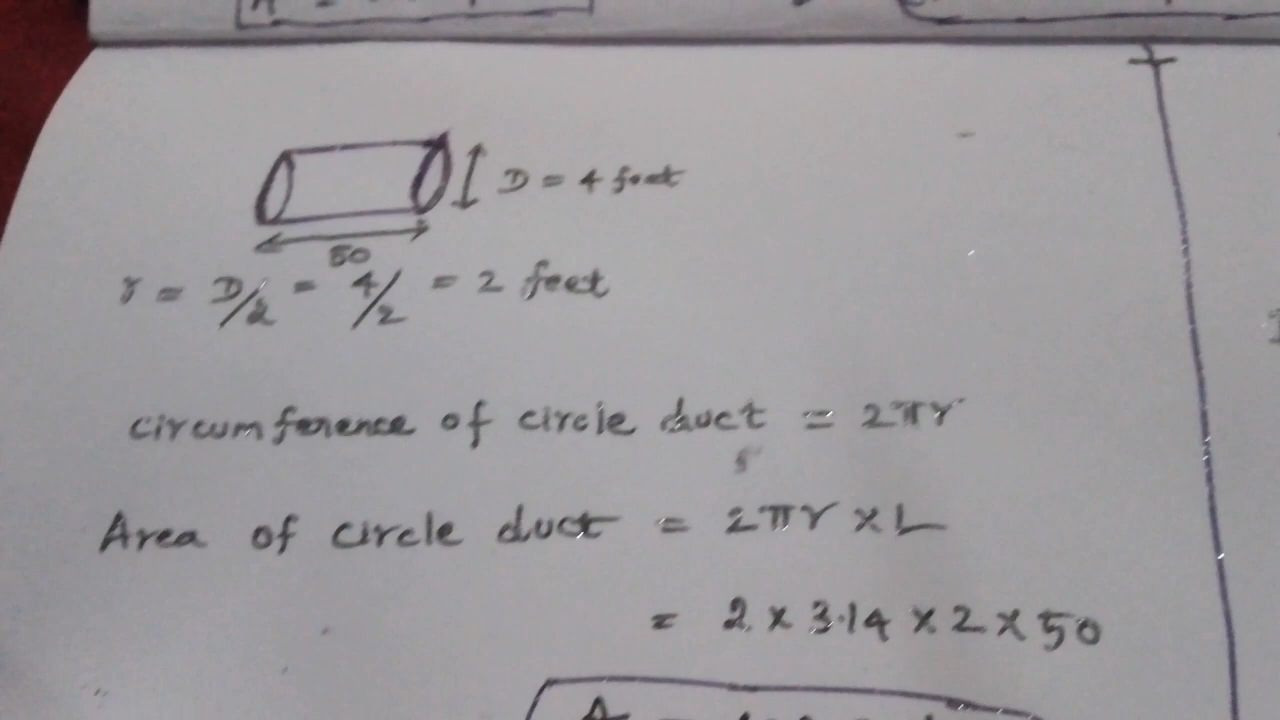 D = 4 feet
50
r = D/2 = 4/2 = 2 feet
circumference of circle duct = 2πr
Area of circle duct = 2πr × L
= 2 × 3.14 × 2 × 50
A